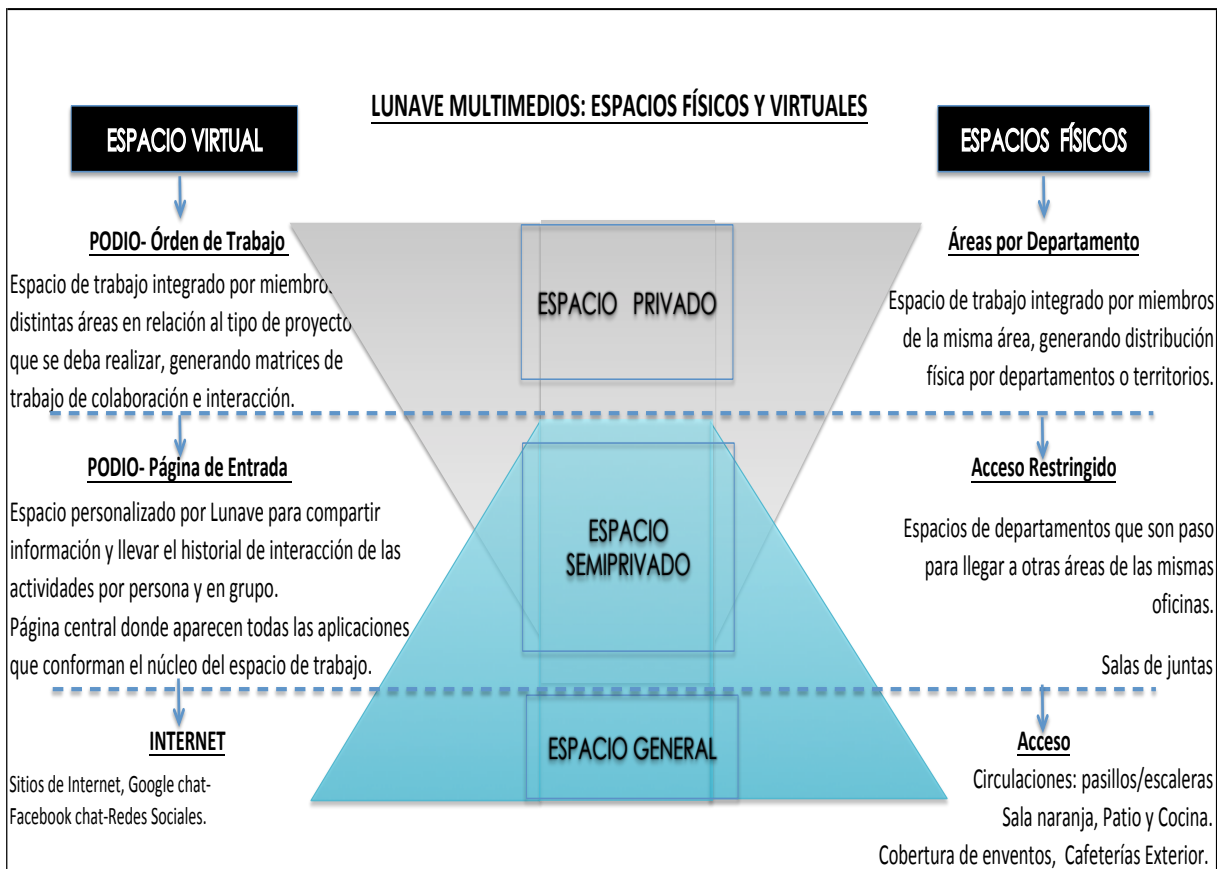 LUNAVE MULTIMEDIOS: ESPACIOS FÍSICOS Y VIRTUALES
ESPACIO VIRTUAL
PODIO- Órden de Trabajo
Espacio de trabajo integrado por miembros
distintas áreas en relación al tipo de proyecto
que se deba realizar, generando matrices de
trabajo de colaboración e interacción.
PODIO- Página de Entrada
Espacio personalizado por Lunave para compartir
información y llevar el historial de interacción de las
actividades por persona y en grupo.
Página central donde aparecen todas las aplicaciones
que conforman el núcleo del espacio de trabajo.
INTERNET
Sitios de Internet, Google chat-
Facebook chat-Redes Sociales.
ESPACIO PRIVADO
ESPACIO
SEMIPRIVADO
ESPACIO GENERAL
ESPACIOS FÍSICOS
Áreas por Departamento
Espacio de trabajo integrado por miembros
de la misma área, generando distribución
física por departamentos o territorios.
Acceso Restringido
Espacios de departamentos que son paso
para llegar a otras áreas de las mismas
oficinas.
Salas de juntas
Acceso
Circulaciones: pasillos/escaleras
Sala naranja, Patio y Cocina.
Cobertura de enventos, Cafeterías Exterior.